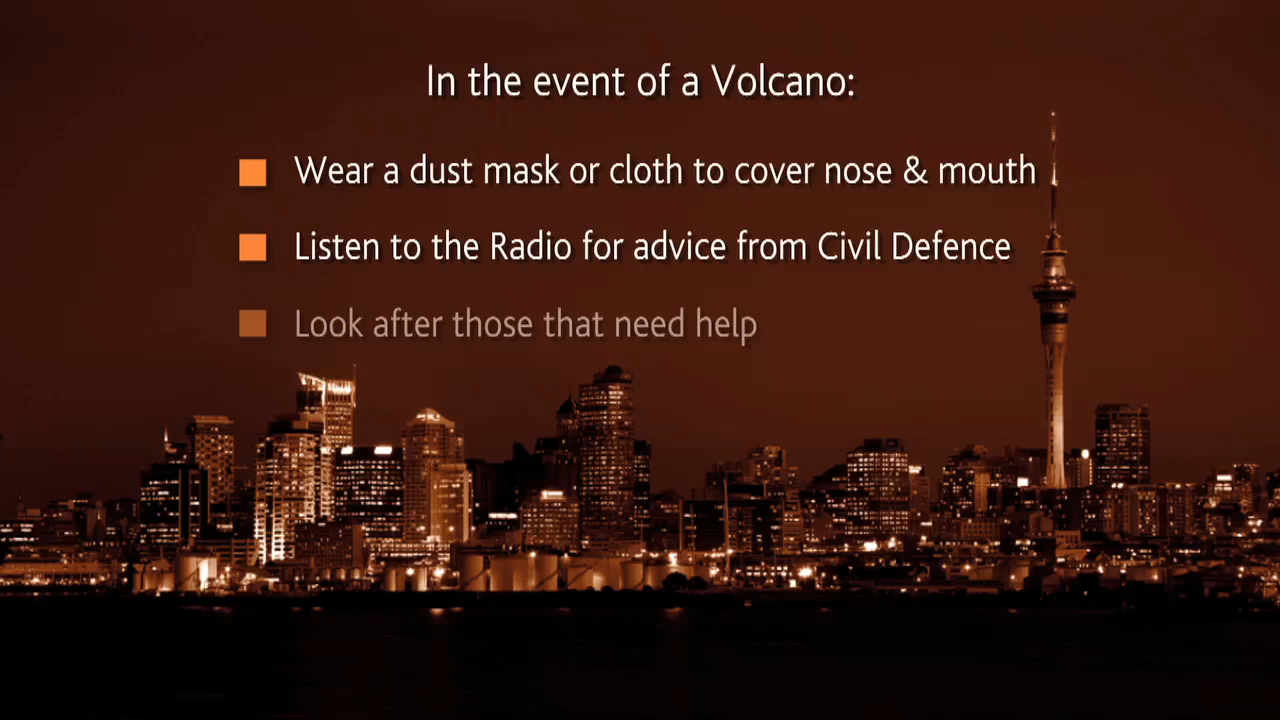 In the event of a Volcano:
Wear a dust mask or cloth to cover nose & mouth
Listen to the Radio for advice from Civil Defence
Look after those that need help